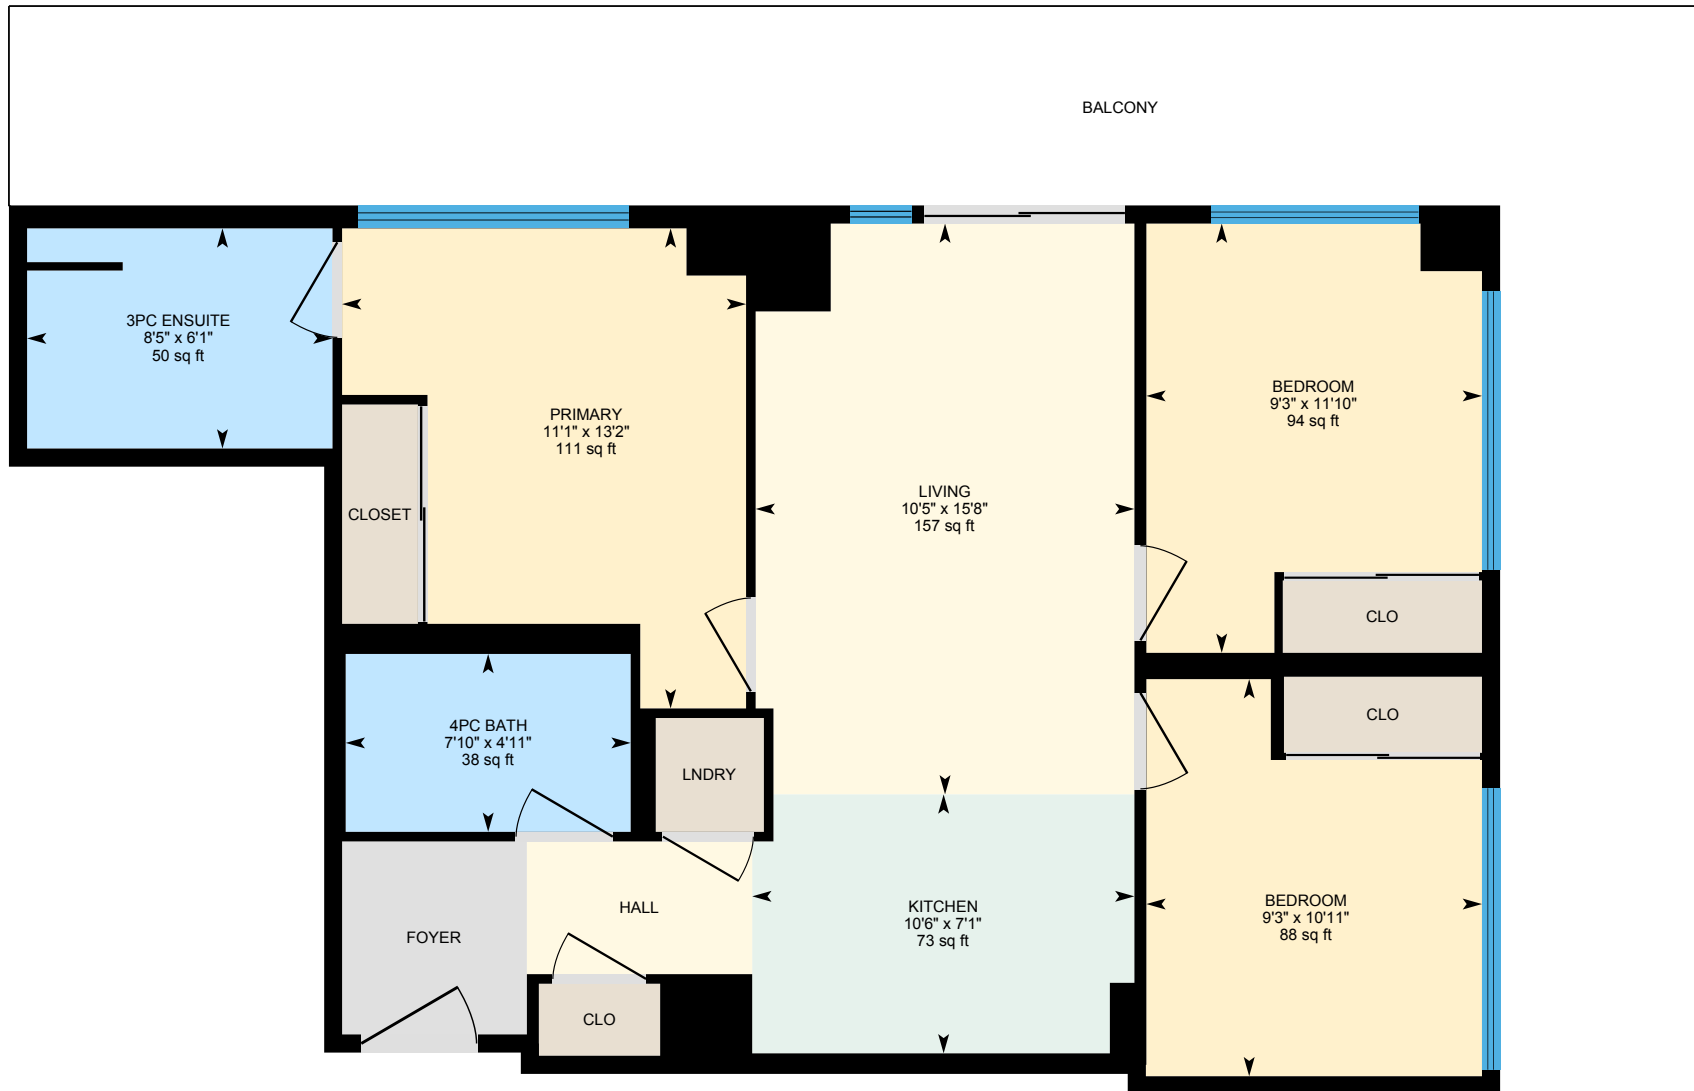 BALCONY
3PC ENSUITE
8'5" x 6'1"
50 sq ft
PRIMARY
11'1" x 13'2"
111 sq ft
CLOSET
LIVING
10'5" x 15'8"
157 sq ft
BEDROOM
9'3" x 11'10"
94 sq ft
CLO
4PC BATH
7'10" x 4'11"
38 sq ft
LNDRY
CLO
FOYER
HALL
KITCHEN
10'6" x 7'1"
73 sq ft
BEDROOM
9'3" x 10'11"
88 sq ft
CLO